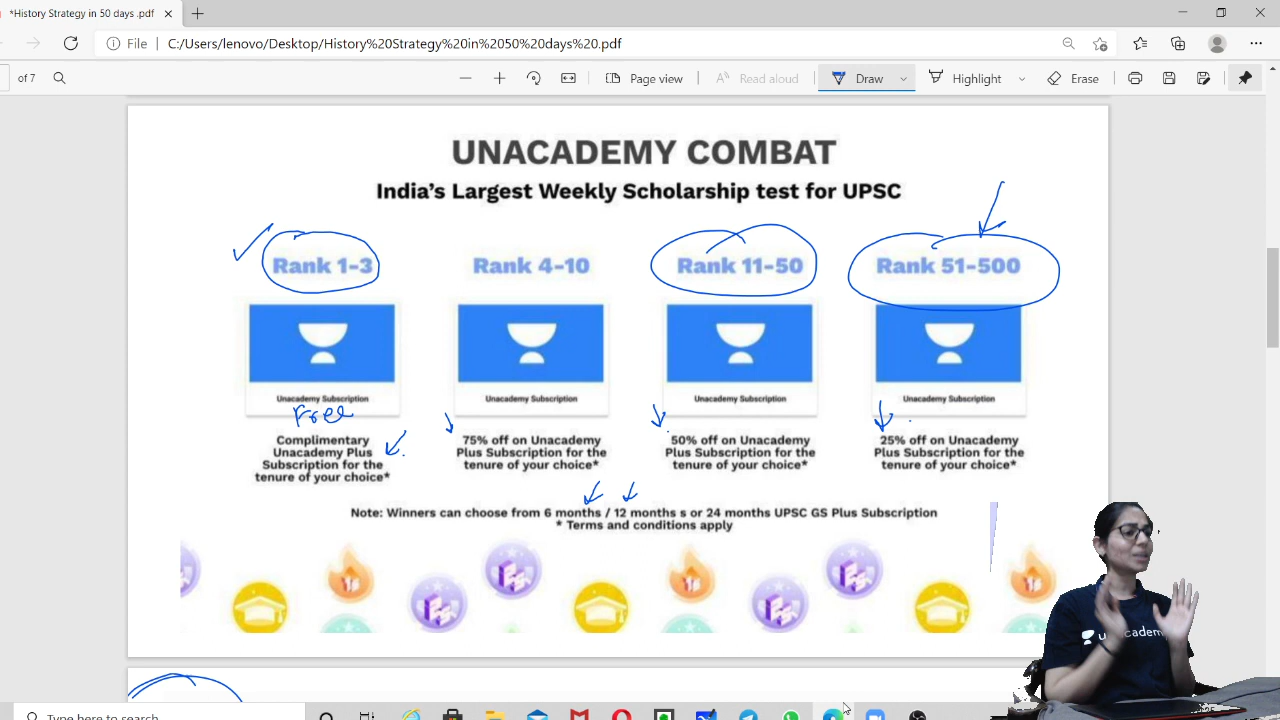 *History Strategy in 50 days .pdf
File
C:/Users/lenovo/Desktop/History%20Strategy%20in%2050%20days%20.pdf
of 7
Page view
Read aloud
Draw
Highlight
Erase
UNACADEMY COMBAT
India's Largest Weekly Scholarship test for UPSC
Rank 1-3
Rank 4-10
Rank 11-50
Rank 51-500
Unacademy Subscription
Unacademy Subscription
Unacademy Subscription
Unacademy Subscription
Free
Complimentary
Unacademy Plus
Subscription for the
tenure of your choice*
75% off on Unacademy
Plus Subscription for the
tenure of your choice*
50% off on Unacademy
Plus Subscription for the
tenure of your choice*
25% off on Unacademy
Plus Subscription for the
tenure of your choice*
Note: Winners can choose from 6 months / 12 months s or 24 months UPSC GS Plus Subscription
* Terms and conditions apply
Type here to search